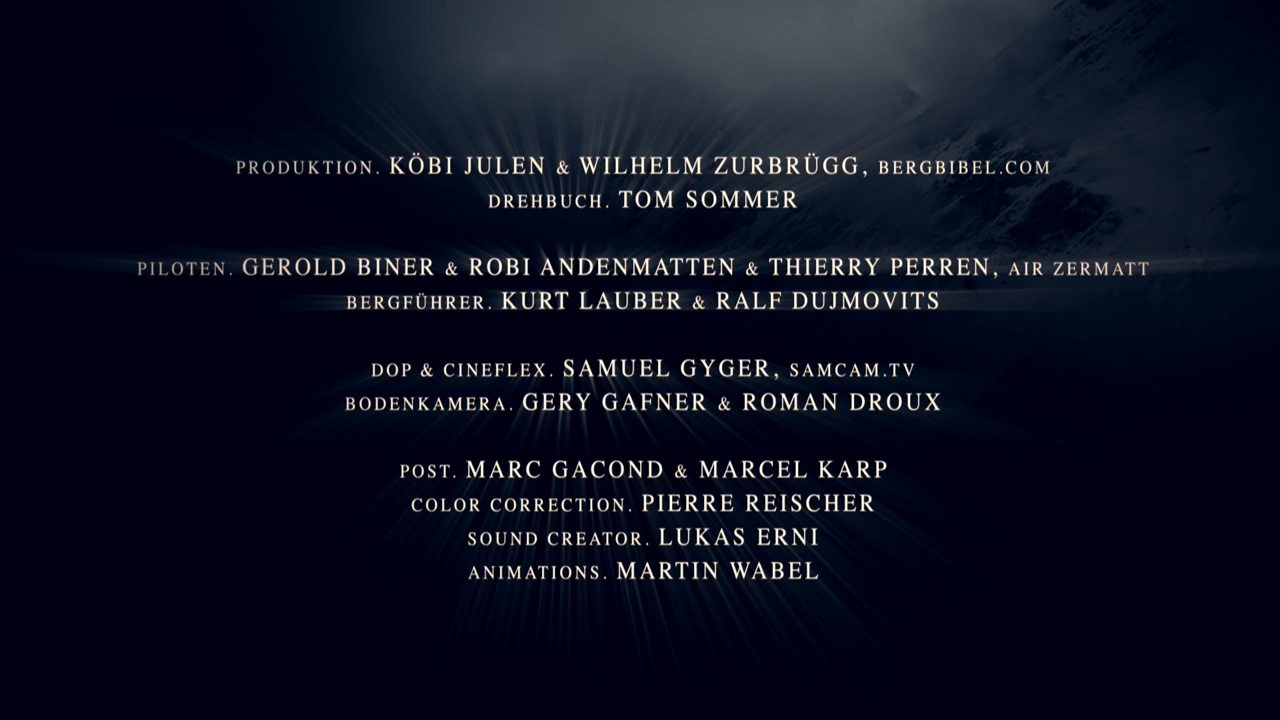 PRODUKTION. KÖBI JULEN & WILHELM ZURBRÜGG, BERGBIBEL.COM
DREHBUCH. TOM SOMMER
PILOTEN. GEROLD BINER & ROBI ANDENMATTEN & THIERRY PERREN, AIR ZERMATT
BERGFÜHRER. KURT LAUBER & RALF DUJMOVITS
DOP & CINEFLEX. SAMUEL GYGER, SAMCAM.TV
BODENKAMERA. GERY GAFNER & ROMAN DROUX
POST. MARC GACOND & MARCEL KARP
COLOR CORRECTION. PIERRE REISCHER
SOUND CREATOR. LUKAS ERNI
ANIMATIONS. MARTIN WABEL